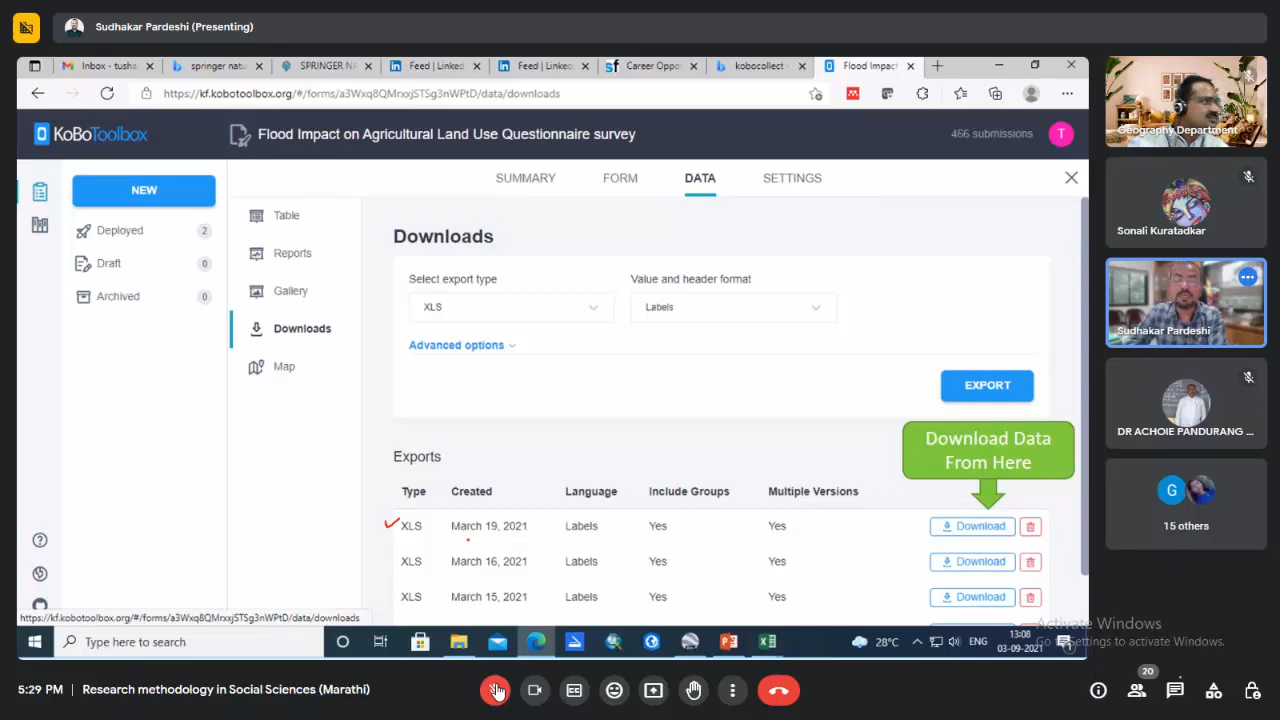 Sudhakar Pardeshi (Presenting)
Inbox - tusha
springer natu
SPRINGER NA
Feed | Linked
Feed | Linked
Career Oppo
kobocollect -
Flood Impact
https://kf.kobotoolbox.org/#/forms/a3Wxq8QMrxxjSTSg3nWPtD/data/downloads
KoBoToolbox
Flood Impact on Agricultural Land Use Questionnaire survey
466 submissions
T
NEW
Deployed 2
Draft 0
Archived 0
Table
Reports
Gallery
Downloads
Map
SUMMARY FORM DATA SETTINGS
Downloads
Select export type
Value and header format
XLS
Labels
Advanced options
EXPORT
Download Data
From Here
Exports
Type Created Language Include Groups Multiple Versions
XLS March 19, 2021 Labels Yes Yes Download
XLS March 16, 2021 Labels Yes Yes Download
XLS March 15, 2021 Labels Yes Yes Download
https://kf.kobotoolbox.org/#/forms/a3Wxq8QMrxxjSTSg3nWPtD/data/downloads
Type here to search
28°C
ENG
13:08
03-09-2021
1
Geography Department
Sonali Kuratadkar
Sudhakar Pardeshi
DR ACHOIE PANDURANG ...
G
15 others
Activate Windows
Go to Settings to activate Windows.
5:29 PM | Research methodology in Social Sciences (Marathi)
CC
20